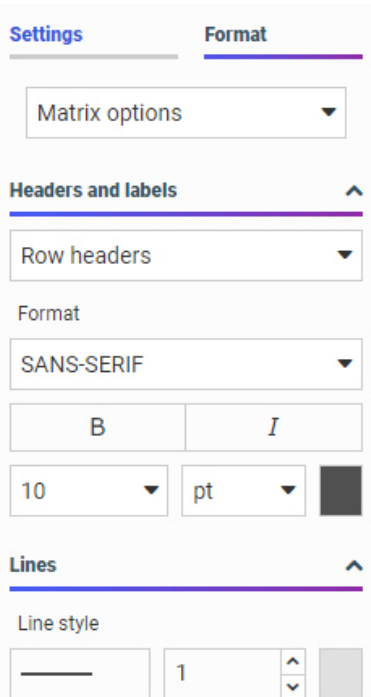 Settings Format
Matrix options
Headers and labels
Row headers
Format
SANS-SERIF
B I
10 pt
Lines
Line style
1